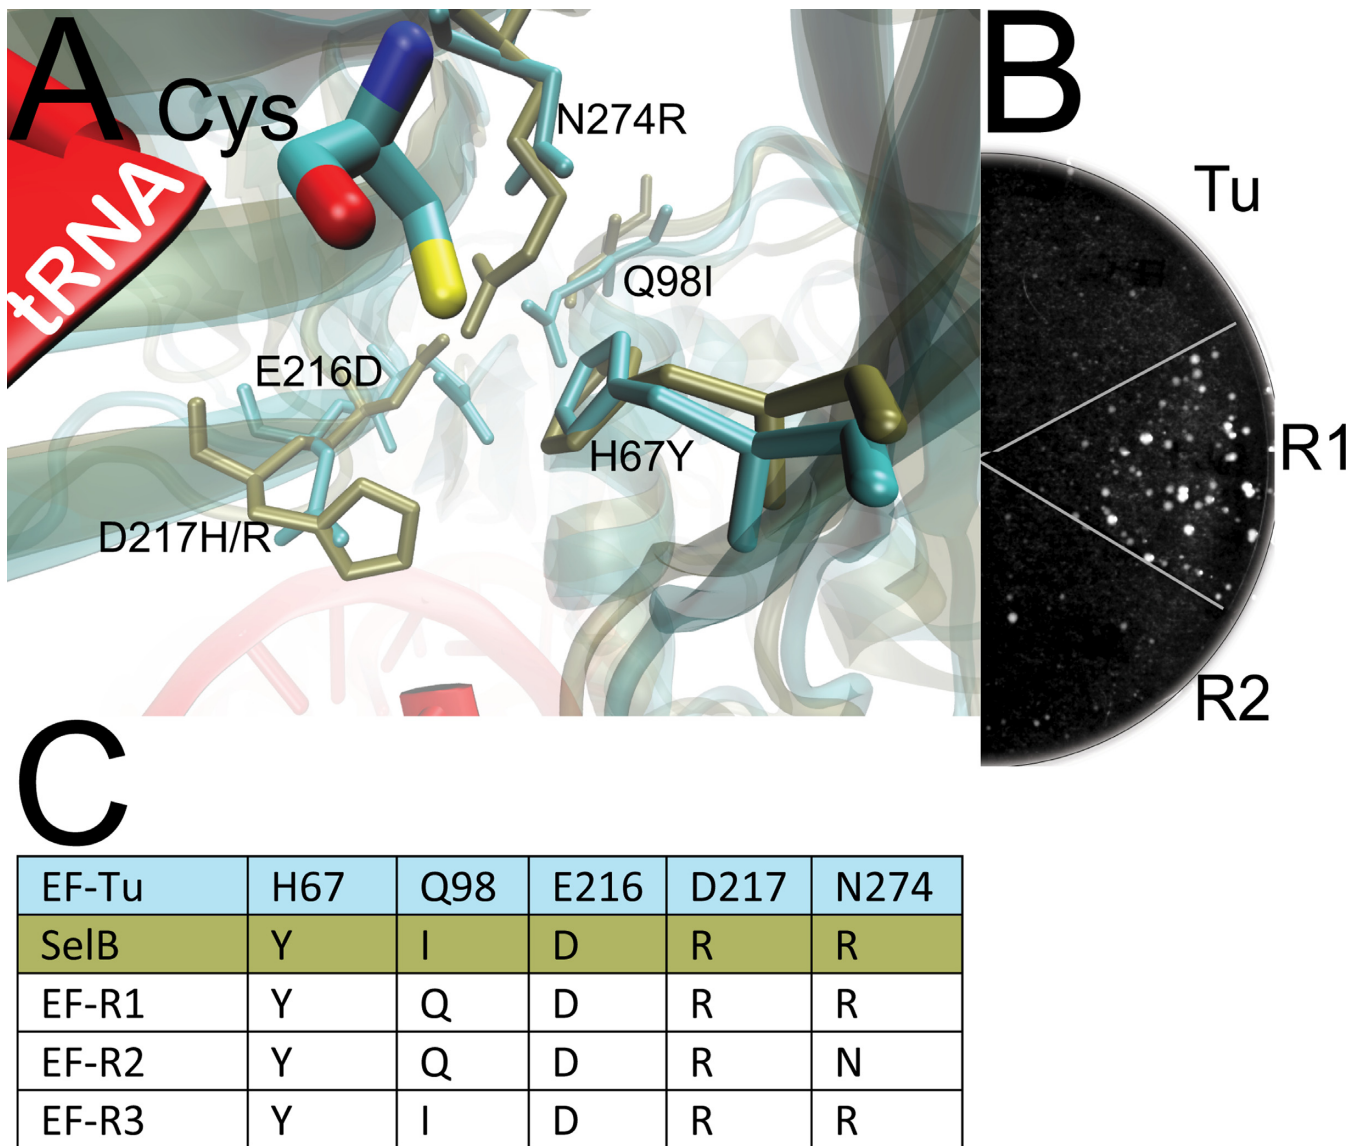 A
Cys
tRNA
N274R
Q98I
E216D
H67Y
D217H/R
B
Tu
R1
R2
C
EF-Tu H67 Q98 E216 D217 N274
SelB Y I D R R
EF-R1 Y Q D R R
EF-R2 Y Q D R N
EF-R3 Y I D R R